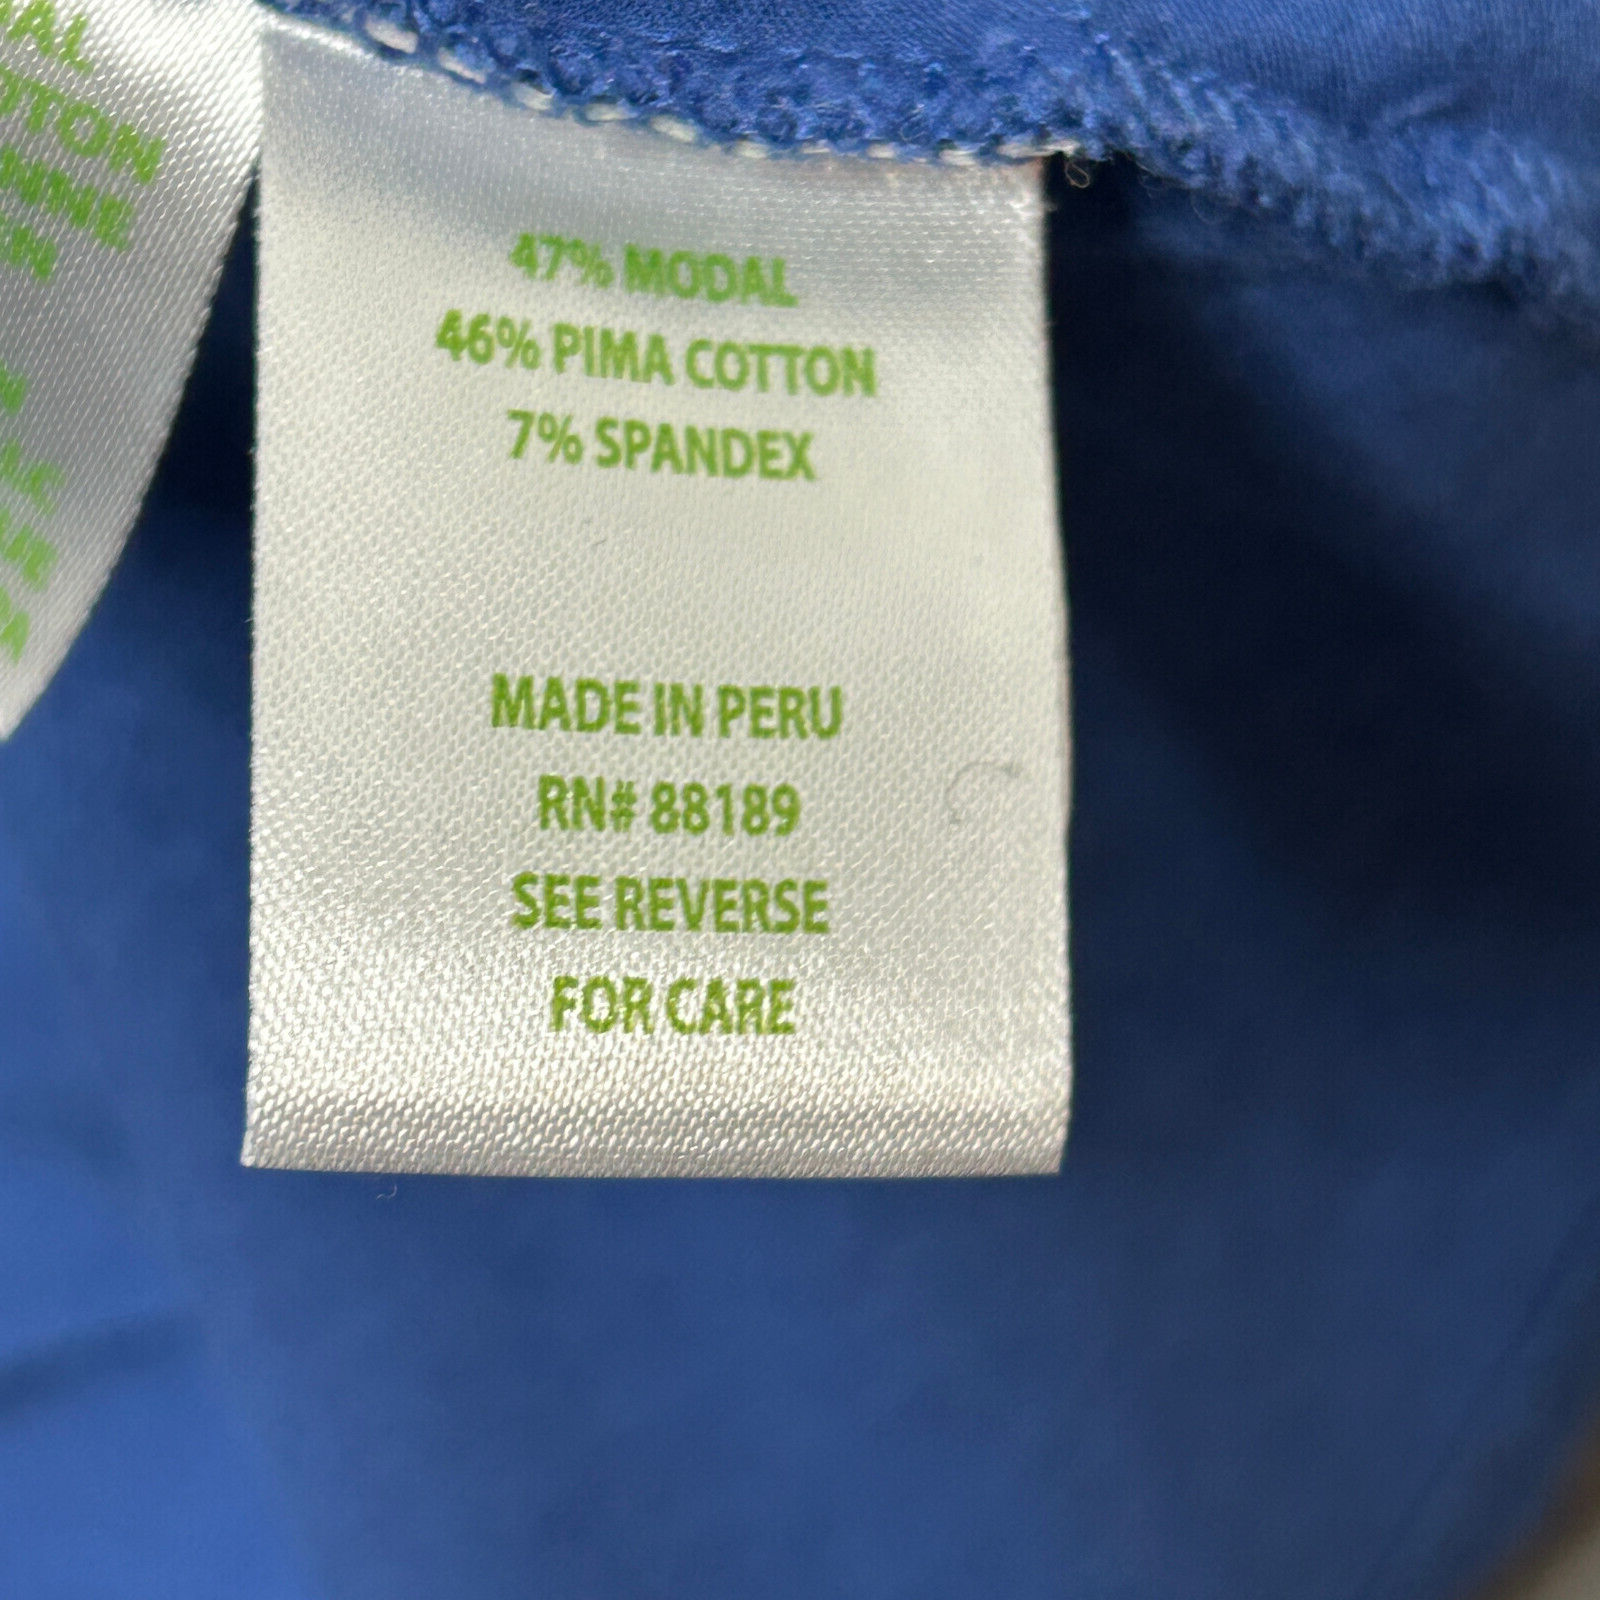 47% MODAL
46% PIMA COTTON
7% SPANDEX
MADE IN PERU
RN# 88189
SEE REVERSE
FOR CARE